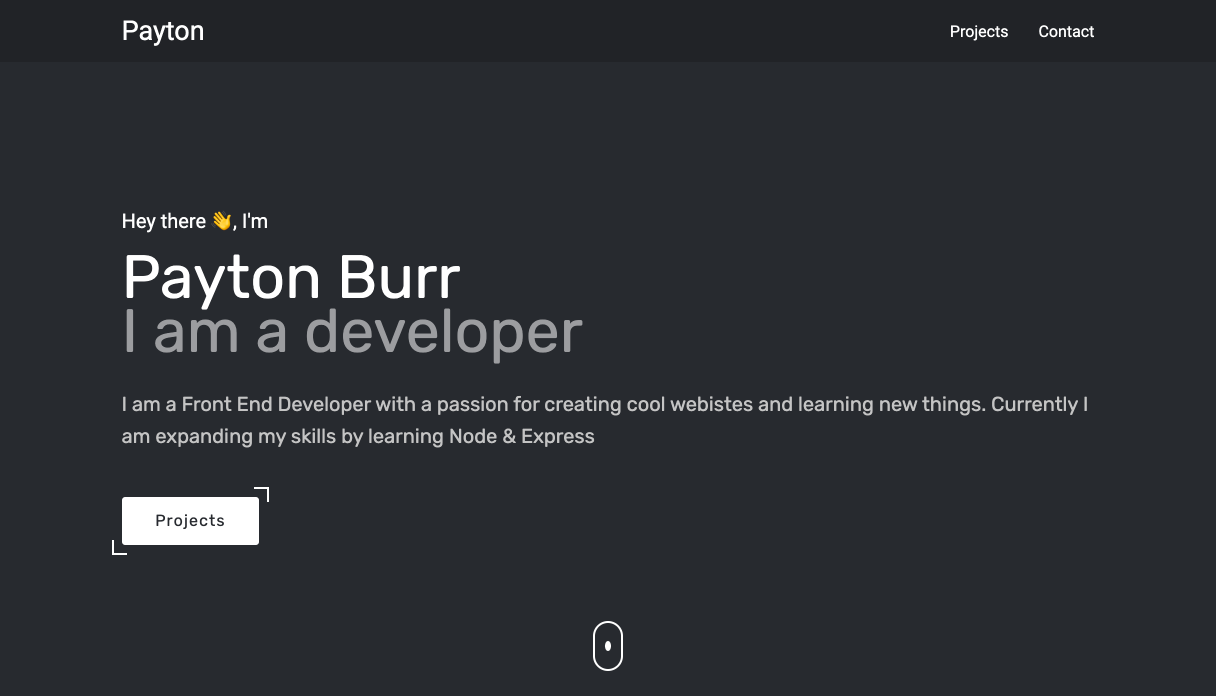 Payton
Projects Contact
Hey there 👋, I'm
Payton Burr
I am a developer
I am a Front End Developer with a passion for creating cool webistes and learning new things. Currently I
am expanding my skills by learning Node & Express
Projects